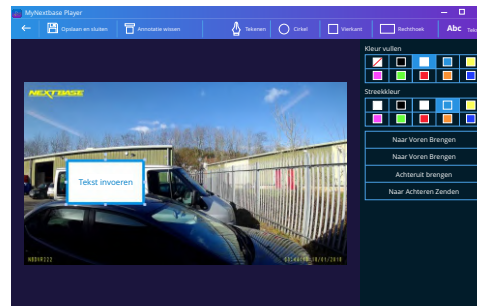 MyNextbase Player
Opslaan en sluiten
Annotatie wissen
Tekenen
Cirkel
Vierkant
Rechthoek
Abc
Kleur vullen
Streekkleur
Naar Voren Brengen
Naar Voren Brengen
Achteruit brengen
Naar Achteren Zenden
NEXTBASE
Tekst invoeren